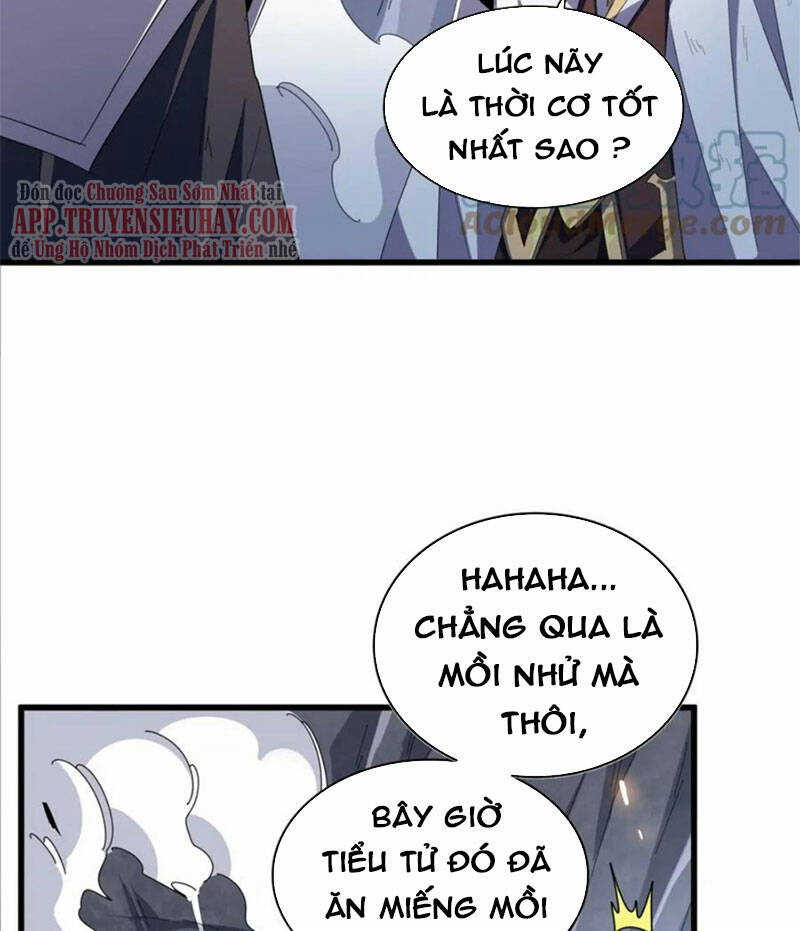 LÚC NÃY
LÀ THỜI CƠ TỐT
NHẤT SAO ?
Đón đọc Chương Sau Sớm Nhất tại
APP.TRUYENSIEUHAY.COM
để Ủng Hộ Nhóm Dịch Phát Triển nhé
AcloudMerge.com
HAHAHA...
CHẲNG QUA LÀ
MỒI NHỬ MÀ
THÔI,
BÂY GIỜ
TIỂU TỬ ĐÓ ĐÃ
ĂN MIẾNG MỒI